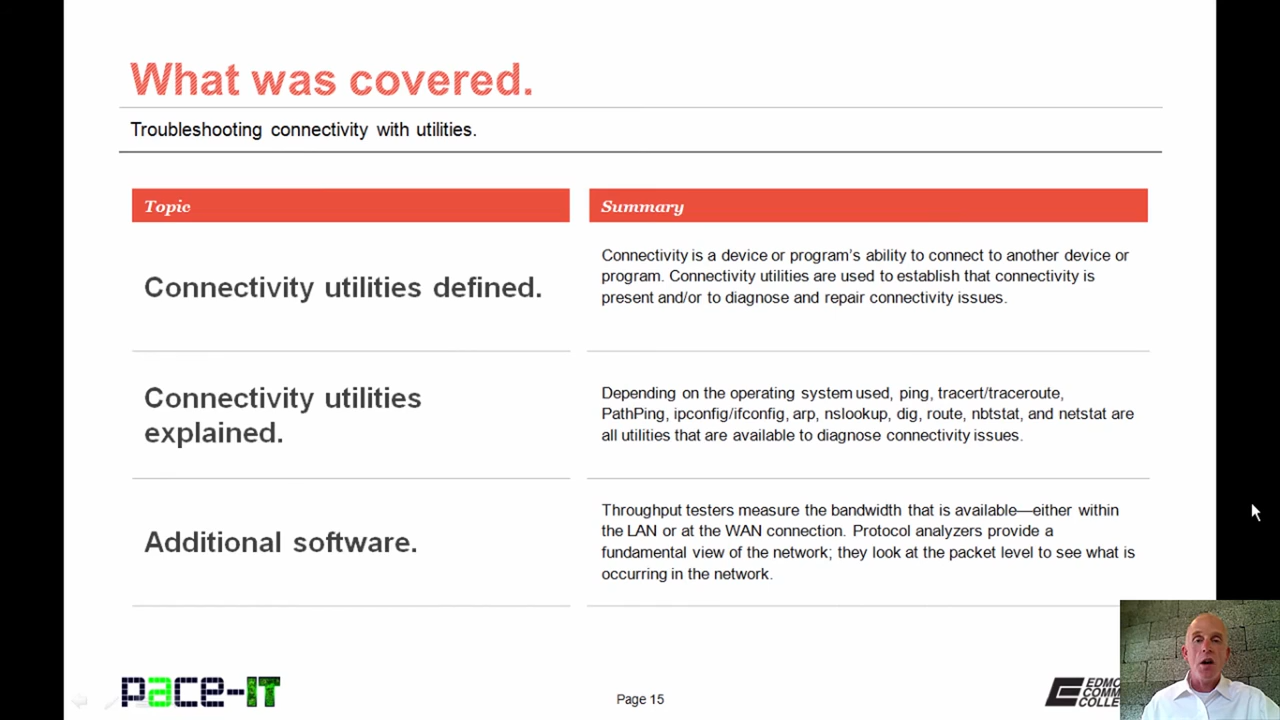 What was covered.
Troubleshooting connectivity with utilities.
Topic
Summary
Connectivity utilities defined.
Connectivity is a device or program's ability to connect to another device or
program. Connectivity utilities are used to establish that connectivity is
present and/or to diagnose and repair connectivity issues.
Connectivity utilities
explained.
Depending on the operating system used, ping, tracert/traceroute,
PathPing, ipconfig/ifconfig, arp, nslookup, dig, route, nbtstat, and netstat are
all utilities that are available to diagnose connectivity issues.
Additional software.
Throughput testers measure the bandwidth that is available—either within
the LAN or at the WAN connection. Protocol analyzers provide a
fundamental view of the network; they look at the packet level to see what is
occurring in the network.
pace-IT
Page 15